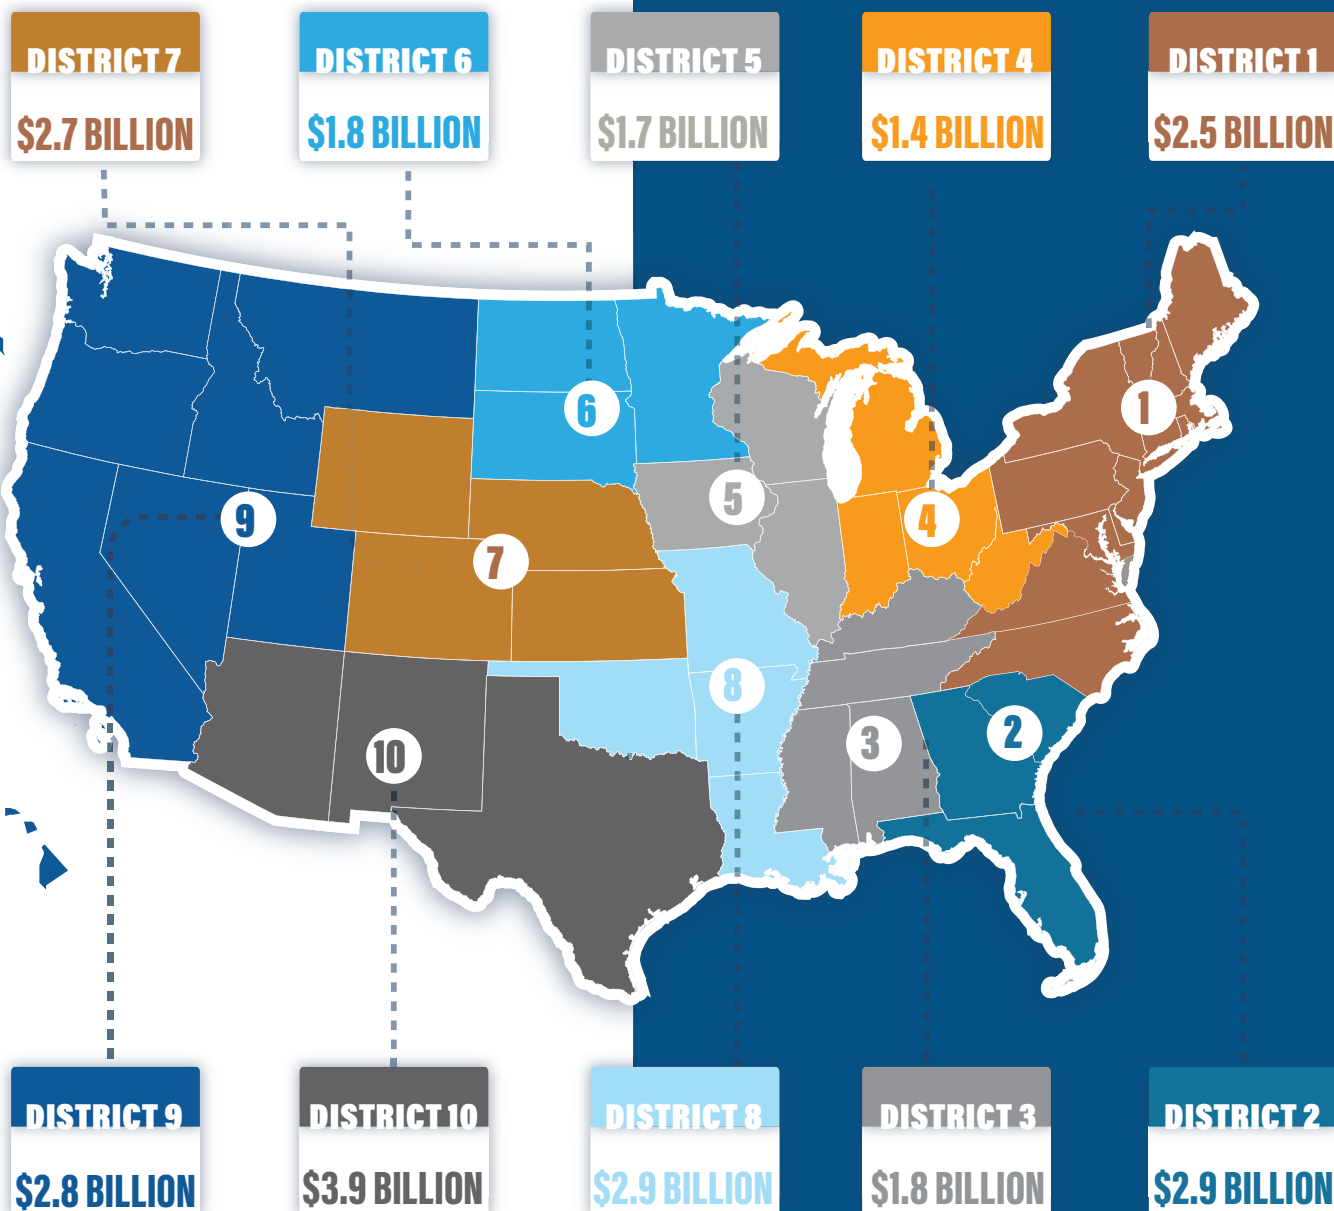 DISTRICT 7
$2.7 BILLION
DISTRICT 6
$1.8 BILLION
DISTRICT 5
$1.7 BILLION
DISTRICT 4
$1.4 BILLION
DISTRICT 1
$2.5 BILLION
1
6
5
9
4
7
8
2
3
10
DISTRICT 9
$2.8 BILLION
DISTRICT 10
$3.9 BILLION
DISTRICT 8
$2.9 BILLION
DISTRICT 3
$1.8 BILLION
DISTRICT 2
$2.9 BILLION